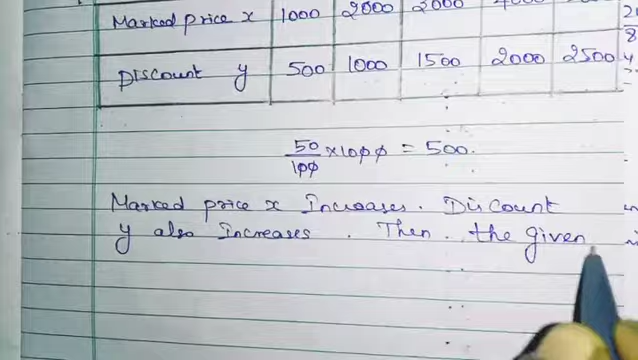 Marked price x 1000 2000 3000
Discount y 500 1000 1500 2000 2500
50/100 × 1000 = 500.
Marked price x Increases. Discount
y also Increases. Then the given